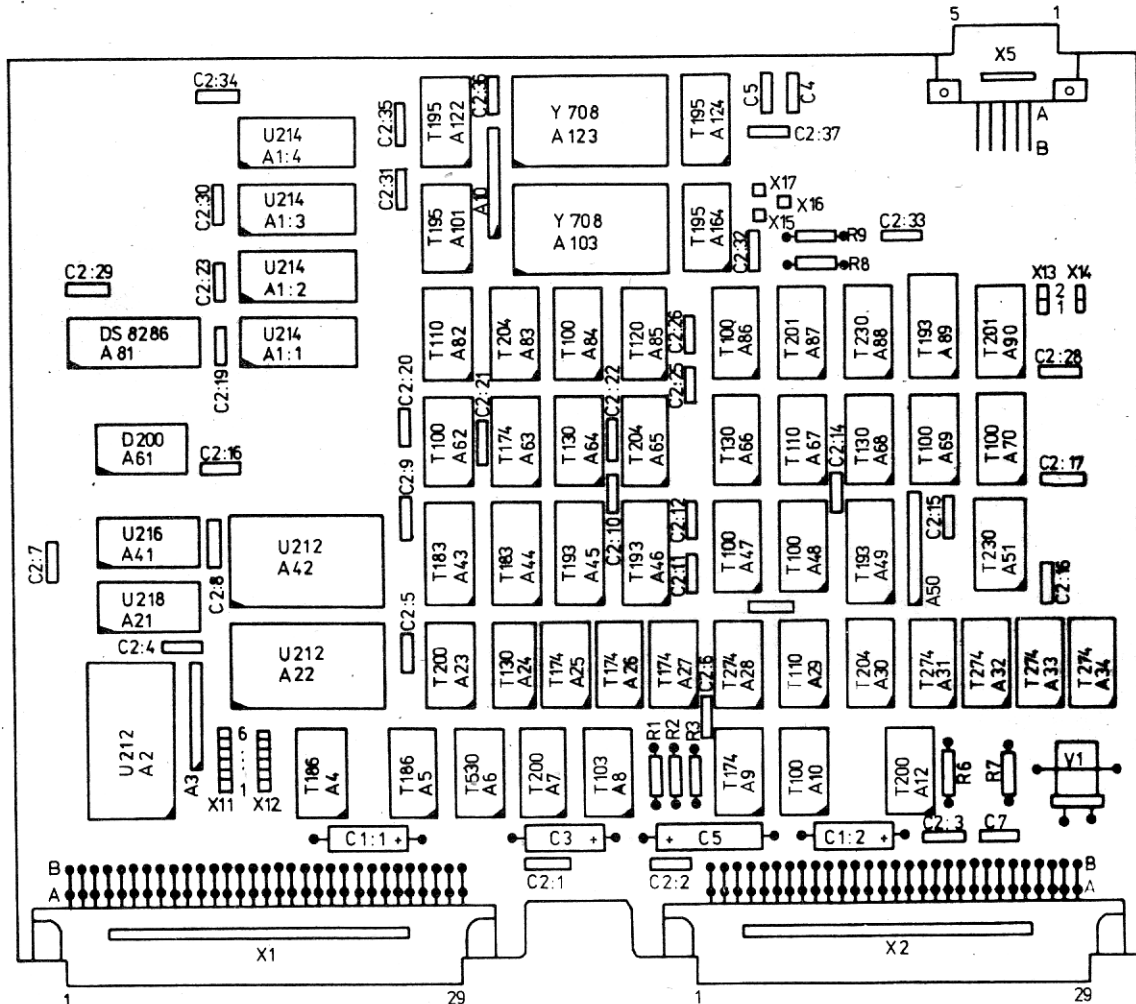 5 1
X5
A
B
C2:34
C2:35
T195 A122
C2:36
Y 708
A 123
T195 A124
C5
C4
C2:37
U214
A1:4
C2:31
A10
C2:30
U214
A1:3
T195 A101
Y 708
A 103
T195 A164
X17
X16
X15
C2:32
R9
R8
C2:33
C2:29
C2:23
U214
A1:2
X13 X14
2
1
DS 8286
A 81
C2:19
U214
A1:1
C2:20
T110 A82
T204 A83
T100 A84
T120 A85
C2:26
T100 A86
T201 A87
T230 A88
T193 A89
T201 A90
C2:28
C2:21
C2:22
C2:25
D200
A61
C2:16
C2:9
T100 A62
T174 A63
T130 A64
T204 A65
T130 A66
T110 A67
C2:14
T130 A68
T100 A69
T100 A70
C2:17
C2:7
U216
A41
C2:8
U212
A42
T183 A43
T183 A44
T193 A45
C2:10
T193 A46
C2:12
C2:11
T100 A47
T100 A48
T193 A49
A50
C2:15
T230
A51
C2:16
U218
A21
C2:4
U212
A22
C2:5
T200 A23
T130 A24
T174 A25
T174 A26
T174 A27
C2:6
T274 A28
T110 A29
T204 A30
T274 A31
T274 A32
T274 A33
T274 A34
U212 A2
A3
6
1
X11 X12
T186 A4
T186 A5
T530 A6
T200 A7
T103 A8
R1
R2
R3
T174 A9
T100 A10
T200 A12
R6
R7
V1
C1:1 +
C3 +
+ C5
C1:2 +
C2:3
C7
C2:1
C2:2
B
A
B
A
X1
X2
1 29
1 29